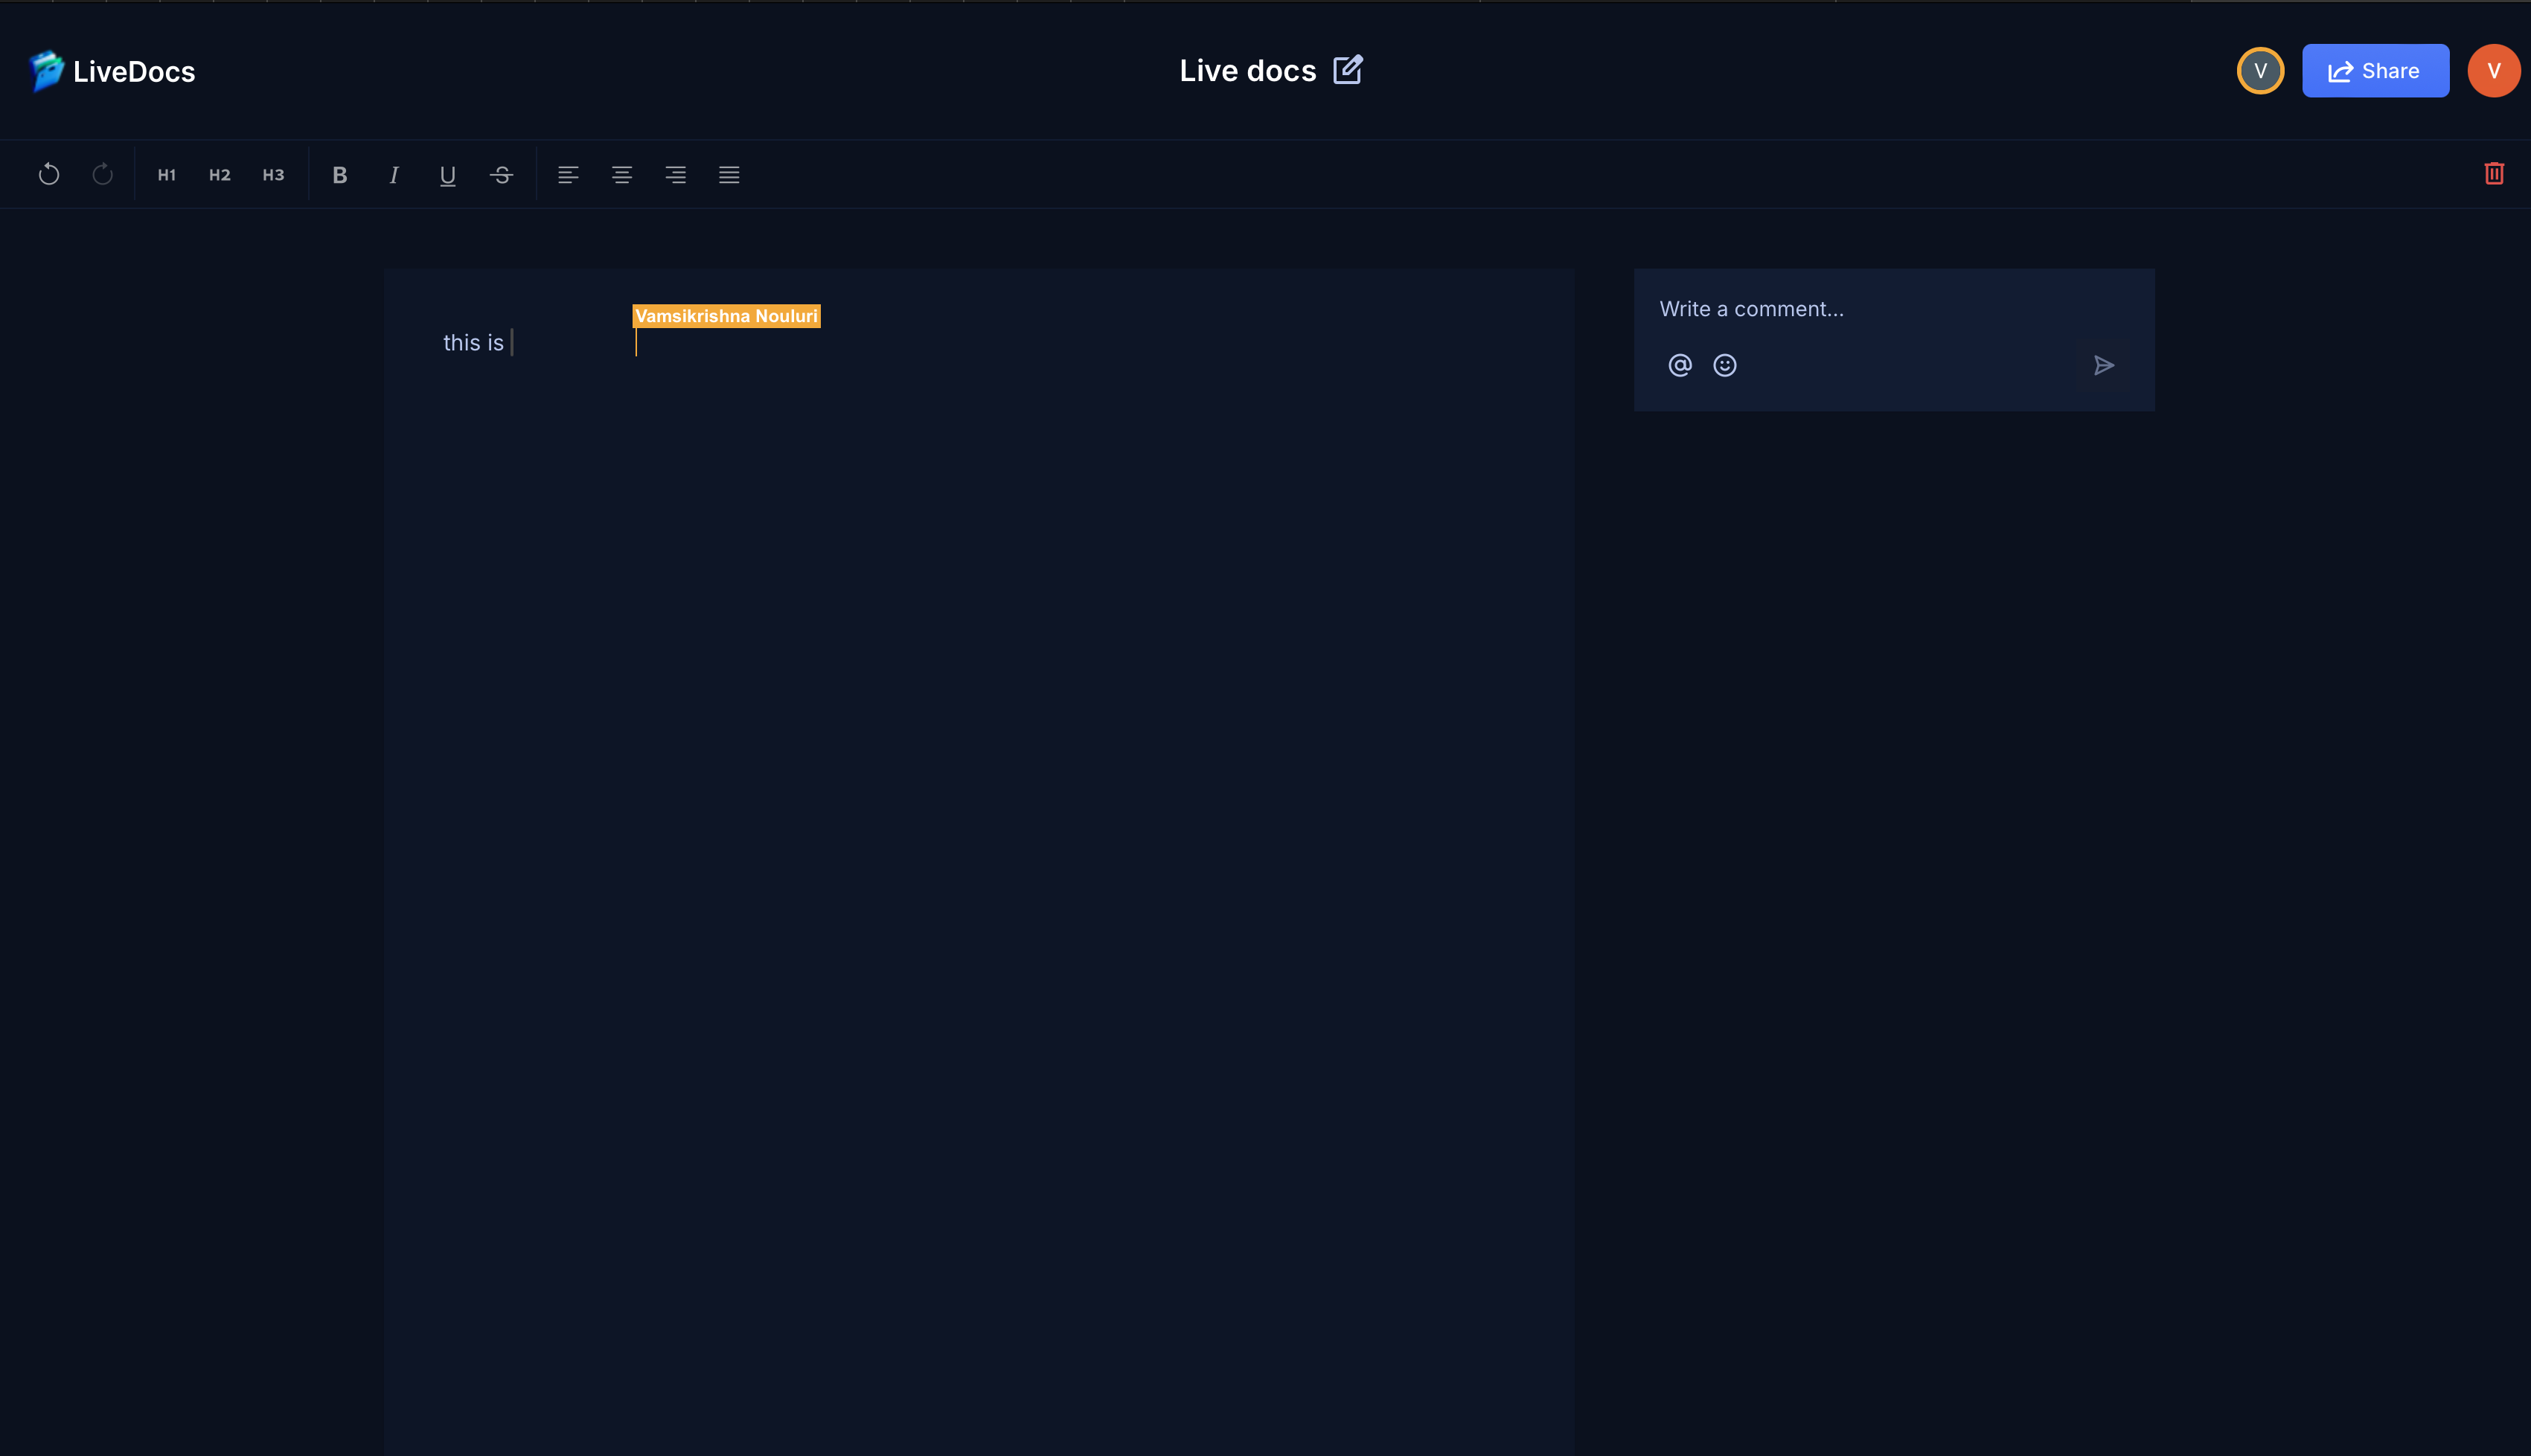 LiveDocs
Live docs
V
Share
V
H1 H2 H3 B I U S
Vamsikrishna Nouluri
this is
Write a comment...
@